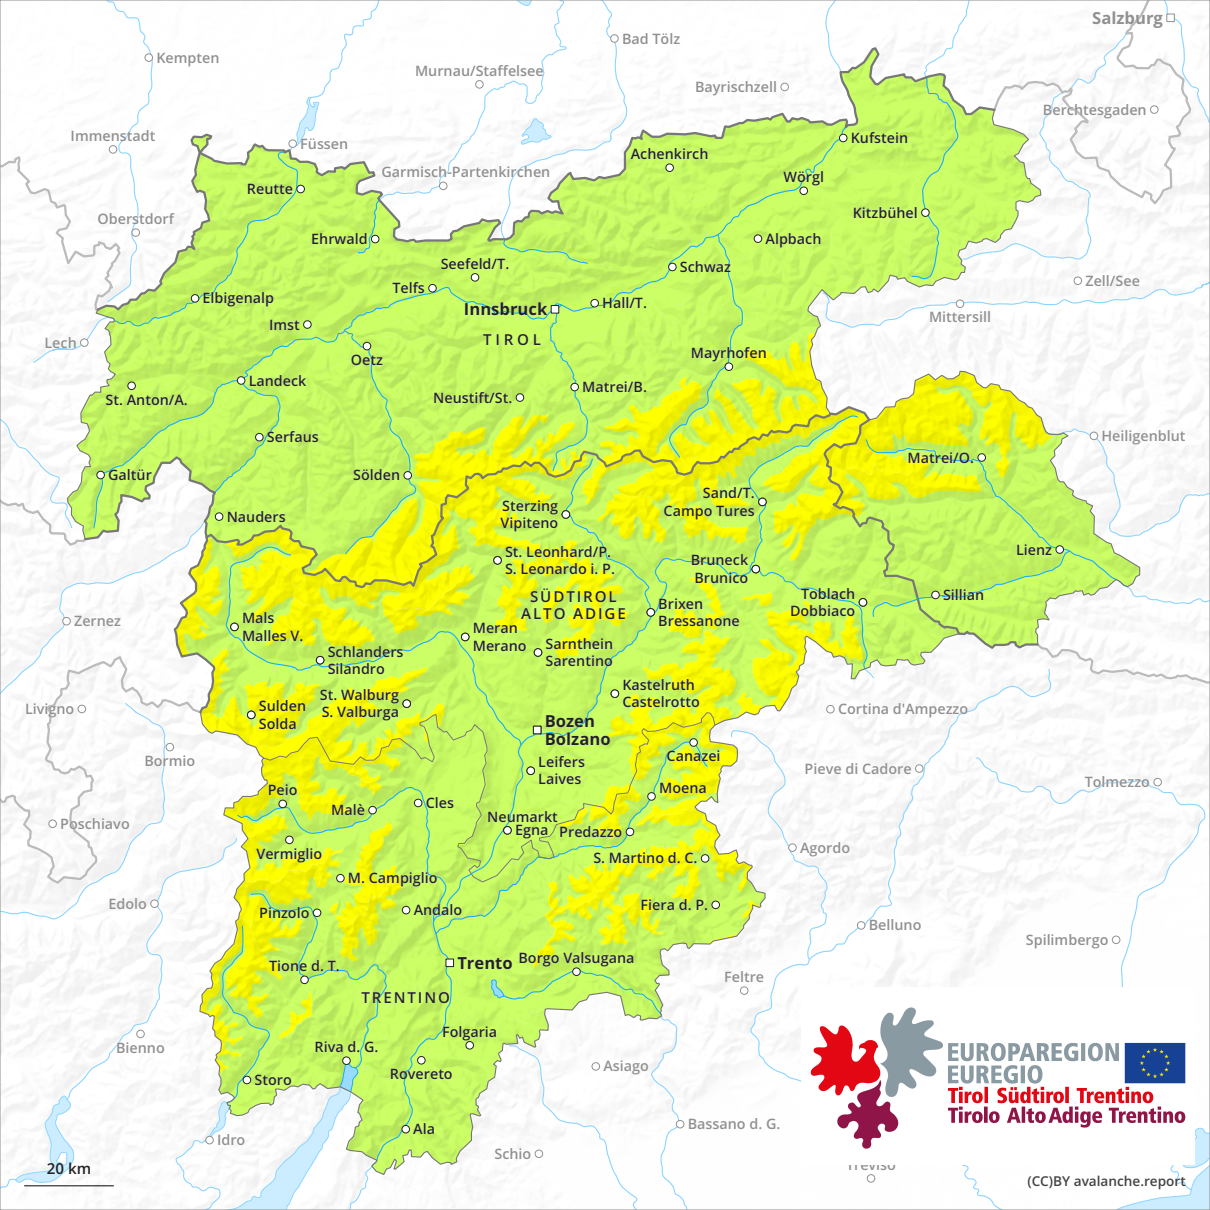 Salzburg
Bad Tölz
Kempten
Murnau/Staffelsee
Bayrischzell
Berchtesgaden
Immenstadt
Füssen
Kufstein
Achenkirch
Garmisch-Partenkirchen
Wörgl
Reutte
Kitzbühel
Oberstdorf
Ehrwald
Alpbach
Seefeld/T.
Schwaz
Zell/See
Telfs
Elbigenalp
Hall/T.
Innsbruck
Mittersill
Imst
TIROL
Lech
Mayrhofen
Oetz
Landeck
Matrei/B.
St. Anton/A.
Neustift/St.
Serfaus
Heiligenblut
Matrei/O.
Galtür
Sölden
Sand/T.
Campo Tures
Sterzing
Vipiteno
Nauders
St. Leonhard/P.
S. Leonardo i. P.
Lienz
Bruneck
Brunico
SÜDTIROL
ALTO ADIGE
Toblach
Dobbiaco
Sillian
Brixen
Bressanone
Zernez
Mals
Malles V.
Meran
Merano
Sarnthein
Sarentino
Schlanders
Silandro
Kastelruth
Castelrotto
St. Walburg
S. Valburga
Livigno
Sulden
Solda
Cortina d'Ampezzo
Bozen
Bolzano
Bormio
Canazei
Leifers
Laives
Pieve di Cadore
Tolmezzo
Peio
Moena
Malè
Cles
Poschiavo
Neumarkt
Egna
Predazzo
Vermiglio
Agordo
S. Martino d. C.
M. Campiglio
Edolo
Pinzolo
Andalo
Fiera d. P.
Belluno
Spilimbergo
Trento
Borgo Valsugana
Tione d. T.
Feltre
TRENTINO
Folgaria
Bienno
Riva d. G.
EUROPAREGION
EUREGIO
Asiago
Rovereto
Storo
Tirol Südtirol Trentino
Tirolo Alto Adige Trentino
Bassano d. G.
Ala
Idro
Schio
Treviso
20 km
(CC)BY avalanche.report